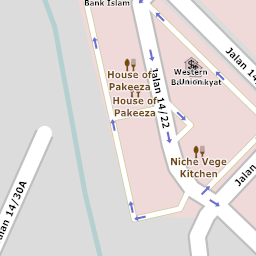 Bank Islam
House of
Pakeeza
House of
Pakeeza
Western
Union
Jalan 14/22
Niche Vege
Kitchen
Jalan
Jalan 14/
Jalan 14/30A